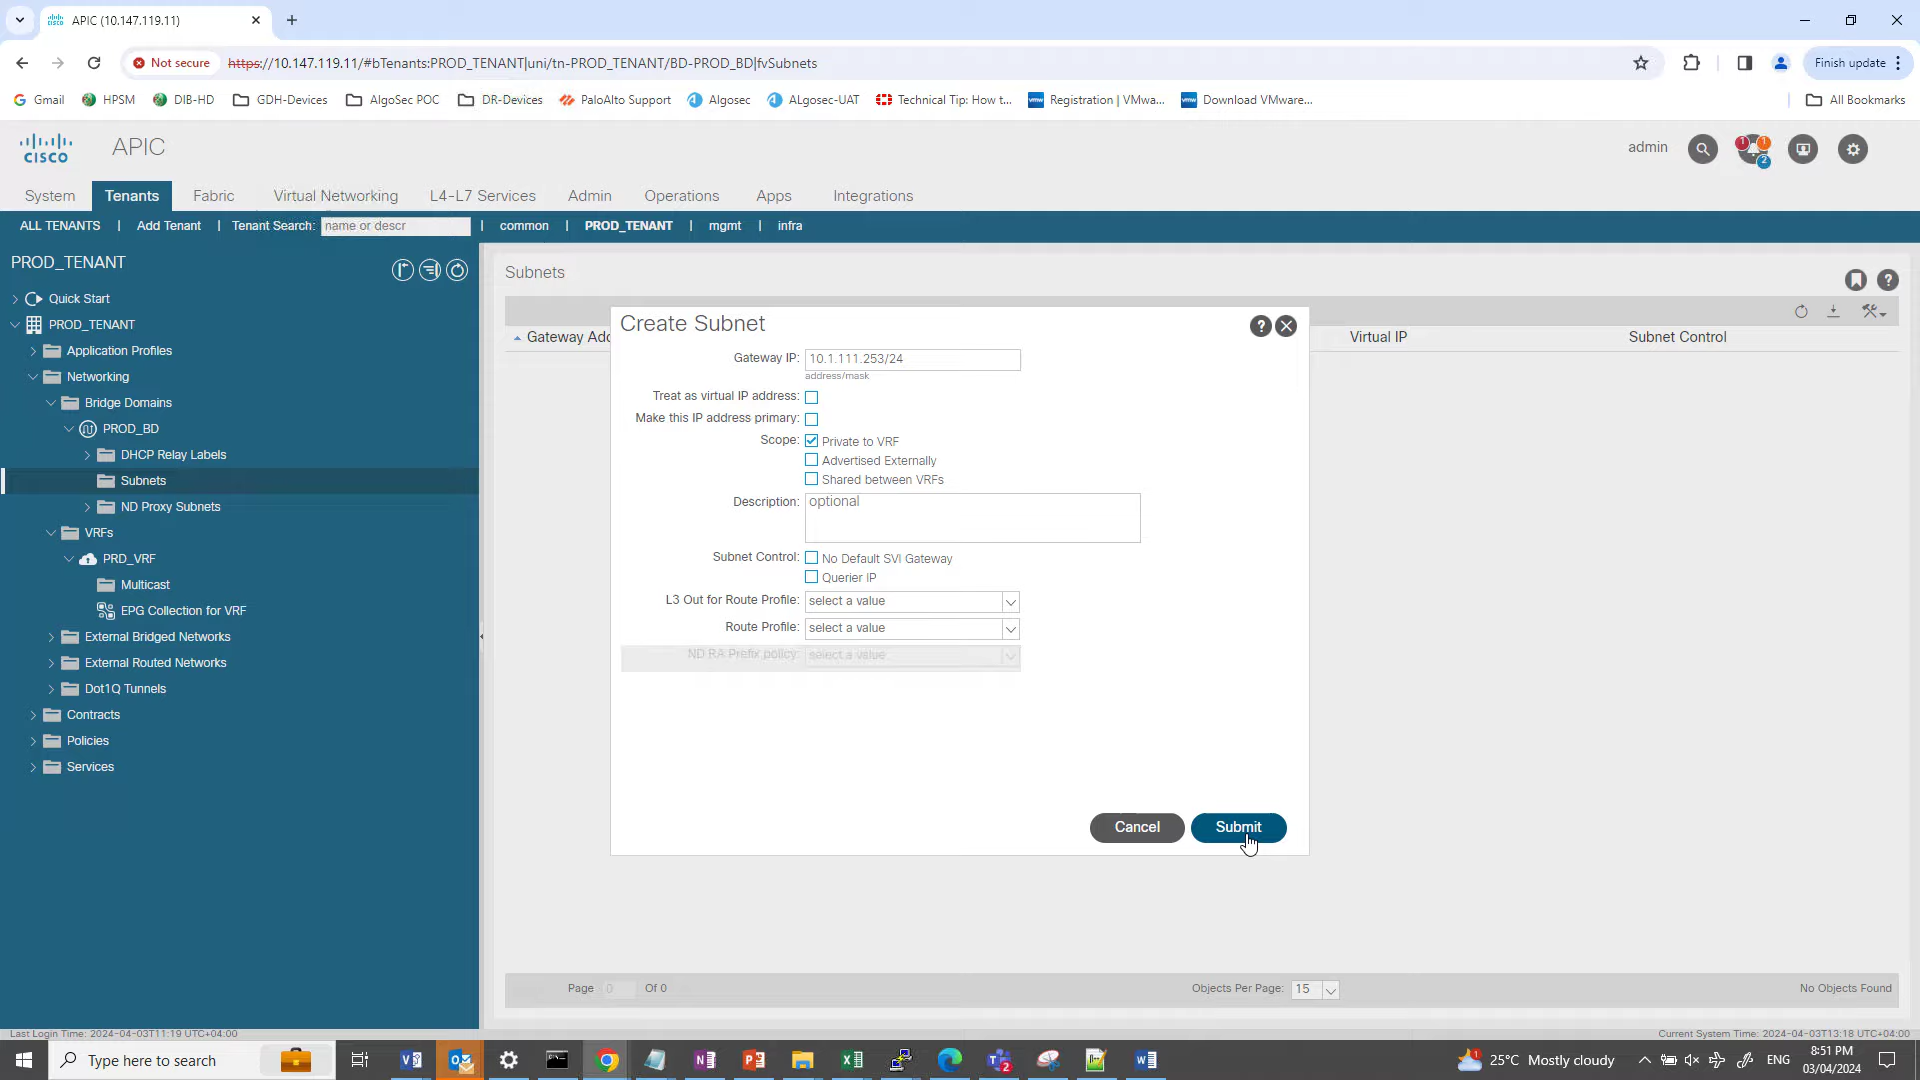 APIC (10.147.119.11)
Not secure
https://10.147.119.11/#bTenants:PROD_TENANT|uni/tn-PROD_TENANT/BD-PROD_BD|fvSubnets
Finish update
Gmail
HPSM
DIB-HD
GDH-Devices
AlgoSec POC
DR-Devices
PaloAlto Support
Algosec
ALgosec-UAT
Technical Tip: How t...
Registration | VMwa...
Download VMware...
All Bookmarks
CISCO
APIC
admin
1
1
2
System
Tenants
Fabric
Virtual Networking
L4-L7 Services
Admin
Operations
Apps
Integrations
ALL TENANTS | Add Tenant | Tenant Search: name or descr | common | PROD_TENANT | mgmt | infra
PROD_TENANT
Quick Start
PROD_TENANT
Application Profiles
Networking
Bridge Domains
PROD_BD
DHCP Relay Labels
Subnets
ND Proxy Subnets
VRFs
PRD_VRF
Multicast
EPG Collection for VRF
External Bridged Networks
External Routed Networks
Dot1Q Tunnels
Contracts
Policies
Services
Subnets
Gateway Adc
Virtual IP
Subnet Control
Create Subnet
Gateway IP: 10.1.111.253/24
address/mask
Treat as virtual IP address:
Make this IP address primary:
Scope: Private to VRF
Advertised Externally
Shared between VRFs
Description: optional
Subnet Control: No Default SVI Gateway
Querier IP
L3 Out for Route Profile: select a value
Route Profile: select a value
ND RA Prefix policy: select a value
Cancel
Submit
Page 0 Of 0
Objects Per Page: 15
No Objects Found
Last Login Time: 2024-04-03T11:19 UTC+04:00
Current System Time: 2024-04-03T13:18 UTC+04:00
Type here to search
25°C Mostly cloudy
ENG
8:51 PM
03/04/2024